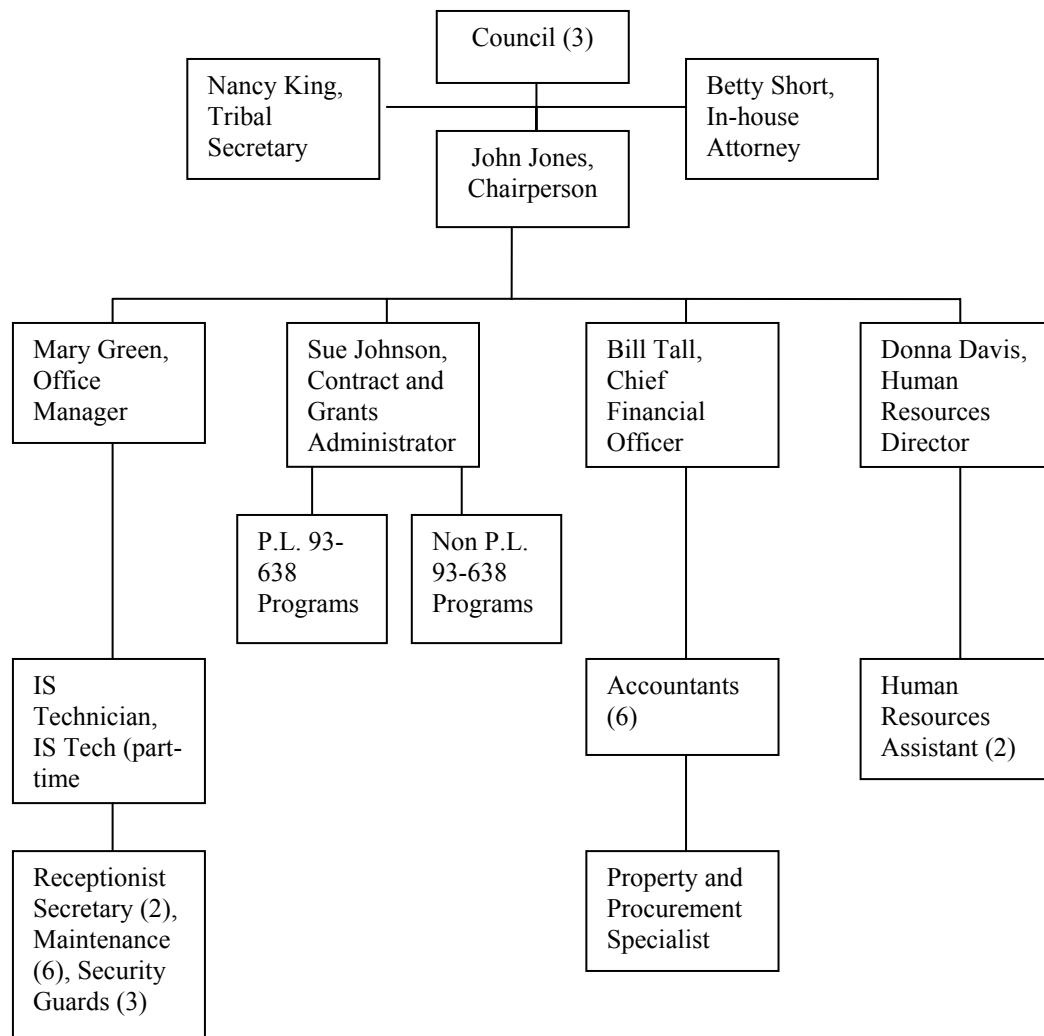 Council (3)
Nancy King,
Tribal
Secretary
Betty Short,
In-house
Attorney
John Jones,
Chairperson
Mary Green,
Office
Manager
Sue Johnson,
Contract and
Grants
Administrator
Bill Tall,
Chief
Financial
Officer
Donna Davis,
Human
Resources
Director
P.L. 93-
638
Programs
Non P.L.
93-638
Programs
IS
Technician,
IS Tech (part-
time
Accountants
(6)
Human
Resources
Assistant (2)
Receptionist
Secretary (2),
Maintenance
(6), Security
Guards (3)
Property and
Procurement
Specialist